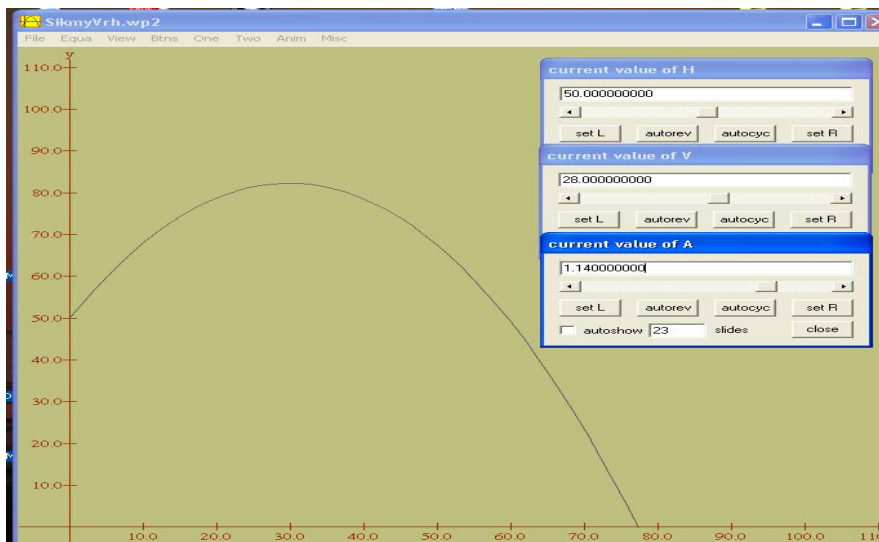 SikmyVrh.wp2
File Equa View Btns One Two Anim Misc
y
110.0
100.0
90.0
80.0
70.0
60.0
50.0
40.0
30.0
20.0
10.0
10.0 20.0 30.0 40.0 50.0 60.0 70.0 80.0 90.0 100.0
current value of H
50.000000000
set L autorev autocyc set R
current value of V
28.000000000
set L autorev autocyc set R
current value of A
1.140000000
set L autorev autocyc set R
autoshow 23 slides close